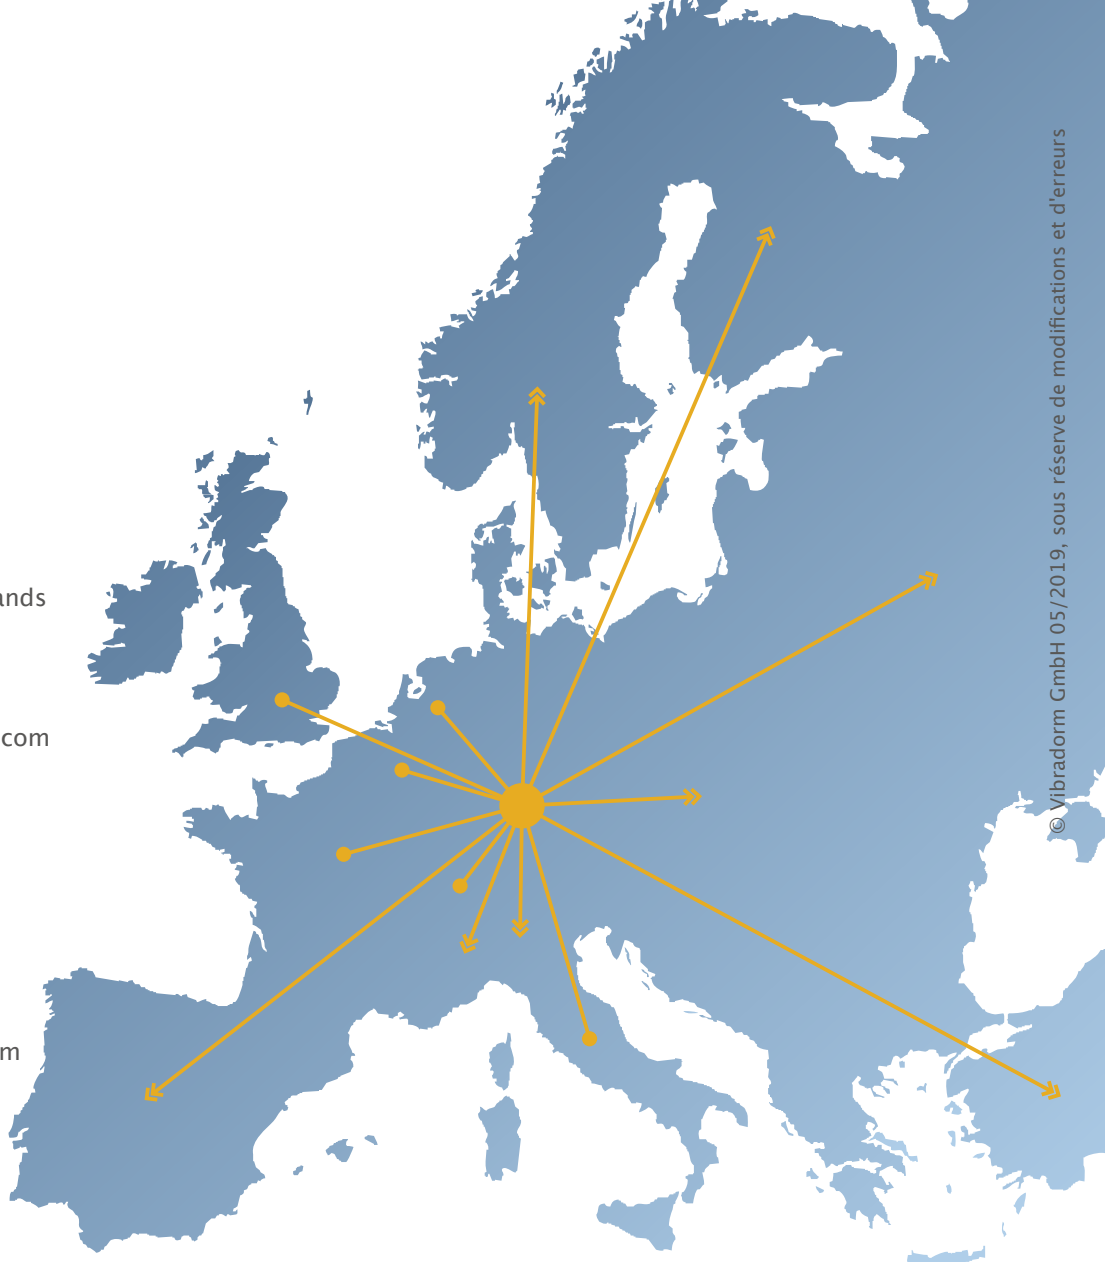 ands
com
m
© Vibradorm GmbH 05/2019, sous réserve de modifications et d'erreurs